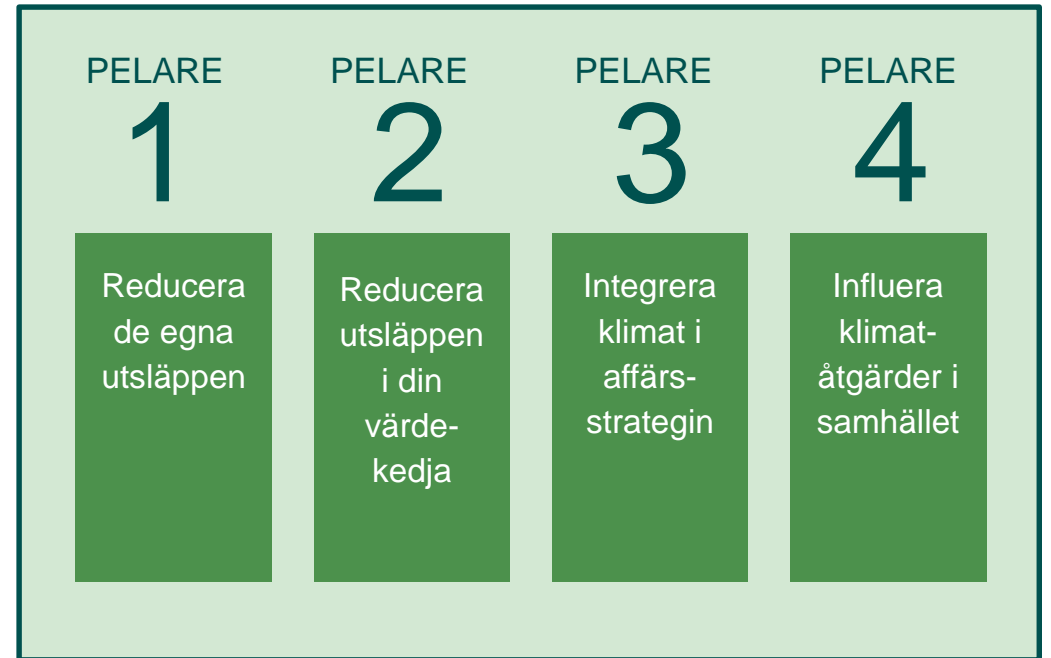 PELARE
1
Reducera
de egna
utsläppen
PELARE
2
Reducera
utsläppen
i din
värde-
kedja
PELARE
3
Integrera
klimat i
affärs-
strategin
PELARE
4
Influera
klimat-
åtgärder i
samhället